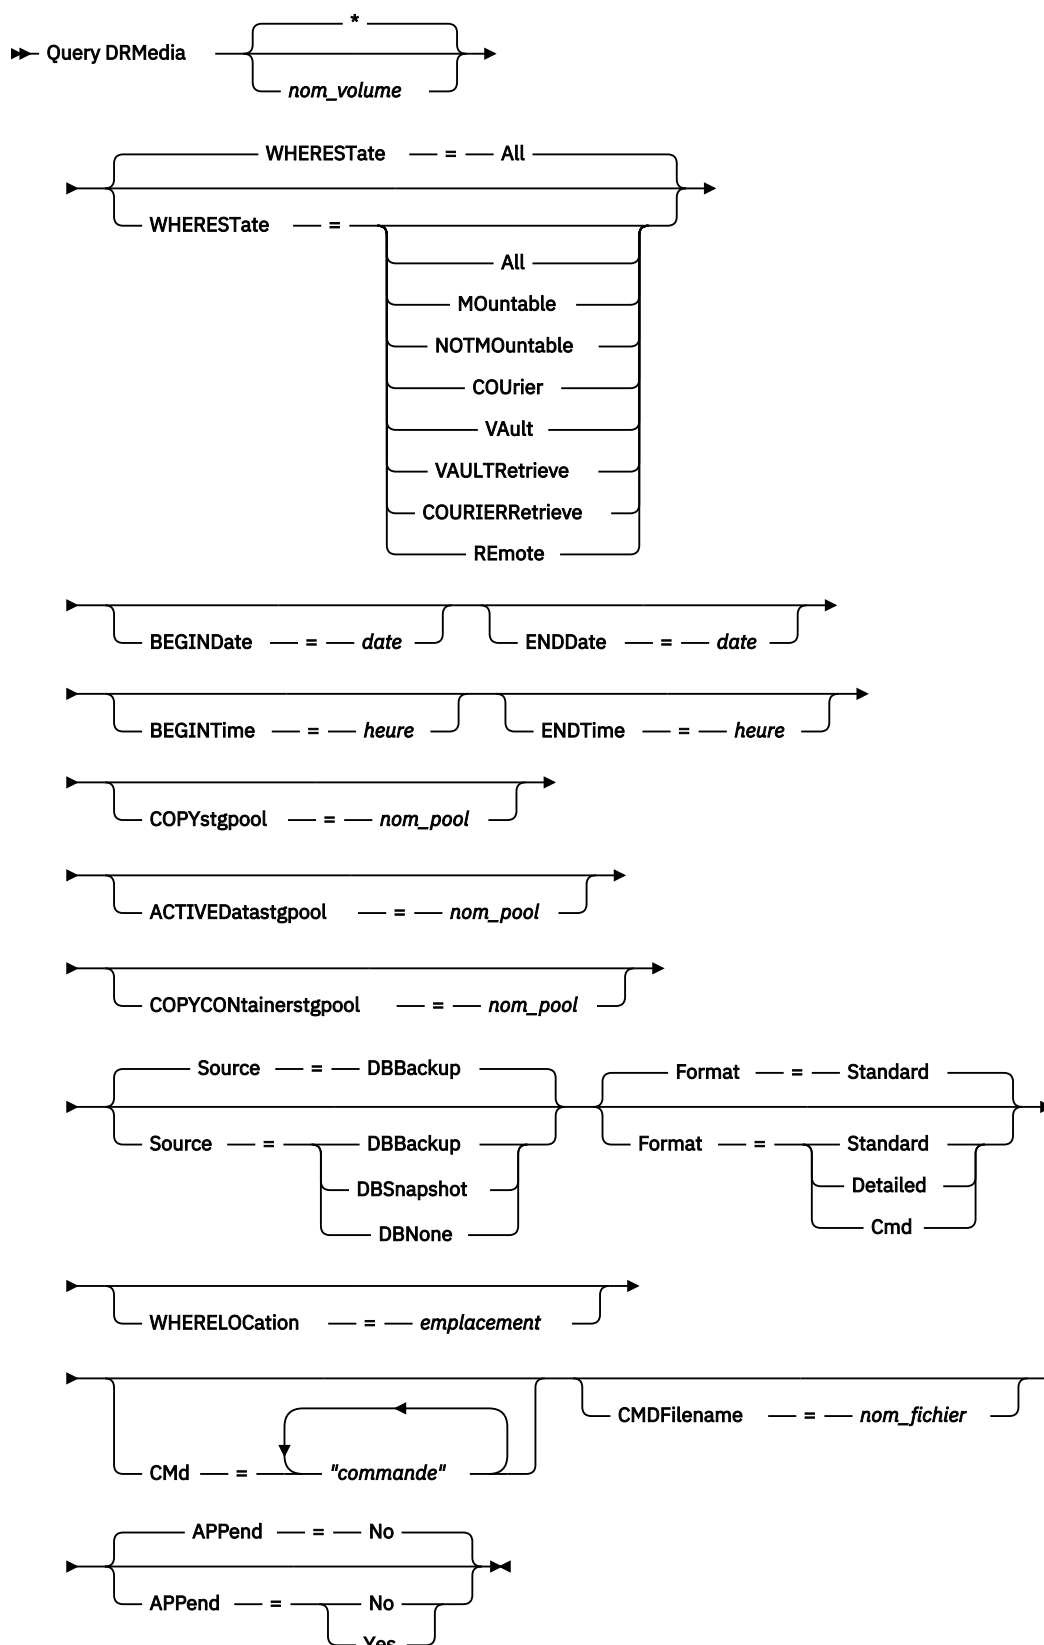 *
Query DRMedia
nom_volume
WHERESTate = All
WHERESTate =
All
MOuntable
NOTMOuntable
COUrier
VAult
VAULTRetrieve
COURIERRetrieve
REmote
BEGINDate = date ENDDate = date
BEGINTime = heure ENDTime = heure
COPYstgpool = nom_pool
ACTIVEDatastgpool = nom_pool
COPYCONtainerstgpool = nom_pool
Source = DBBackup Format = Standard
Source = DBBackup Format = Standard
DBSnapshot Detailed
DBNone Cmd
WHERELOCation = emplacement
CMDFilename = nom_fichier
CMd = "commande"
APPend = No
APPend = No
Yes